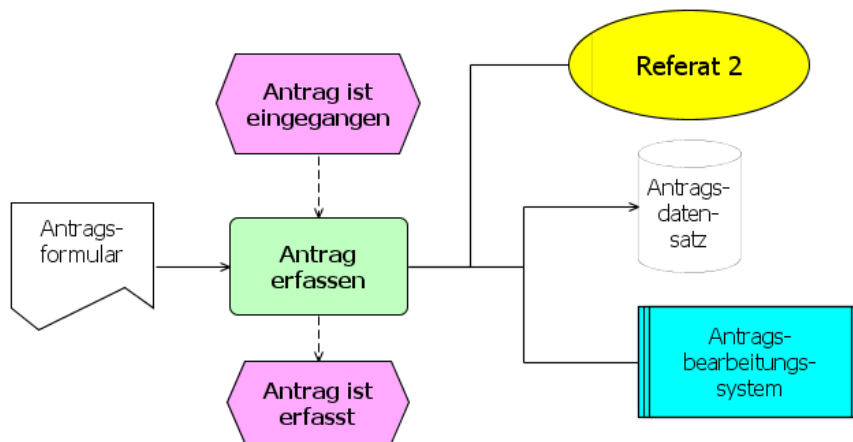 Antrag ist
eingegangen
Referat 2
Antrags-
daten-
satz
Antrags-
formular
Antrag
erfassen
Antrags-
bearbeitungs-
system
Antrag ist
erfasst